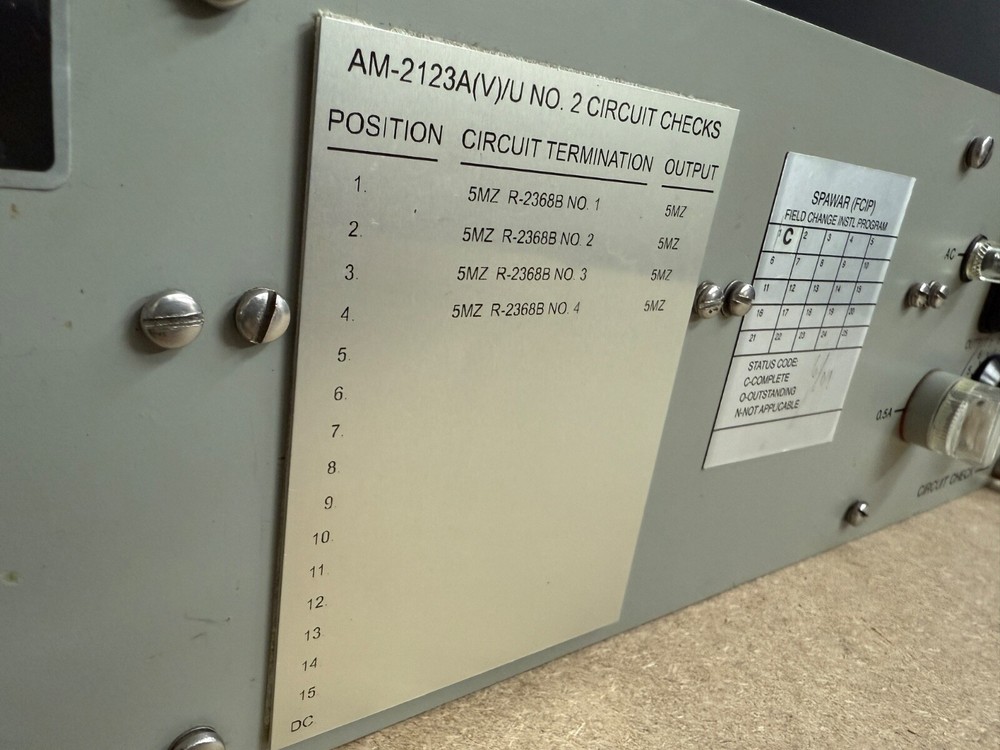 AM-2123A(V)/U NO. 2 CIRCUIT CHECKS
POSITION CIRCUIT TERMINATION OUTPUT
1. 5MZ R-2368B NO. 1 5MZ
2. 5MZ R-2368B NO. 2 5MZ
3. 5MZ R-2368B NO. 3 5MZ
4. 5MZ R-2368B NO. 4 5MZ
5.
6.
7.
8.
9.
10.
11.
12.
13.
14.
15.
DC.
SPAWAR (FCIP)
FIELD CHANGE INSTL PROGRAM
1 C 2 3 4 5
6 7 8 9 10
11 12 13 14 15
16 17 18 19 20
21 22 23 24 25
STATUS CODE:
C-COMPLETE
O-OUTSTANDING
N-NOT APPLICABLE
AC
0.5A
CIRCUIT CHECK